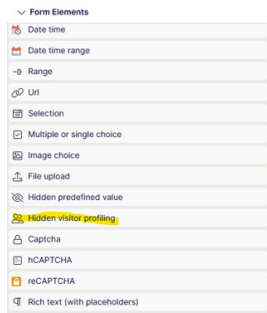 Form Elements
Date time
Date time range
Range
Url
Selection
Multiple or single choice
Image choice
File upload
Hidden predefined value
Hidden visitor profiling
Captcha
hCAPTCHA
reCAPTCHA
Rich text (with placeholders)